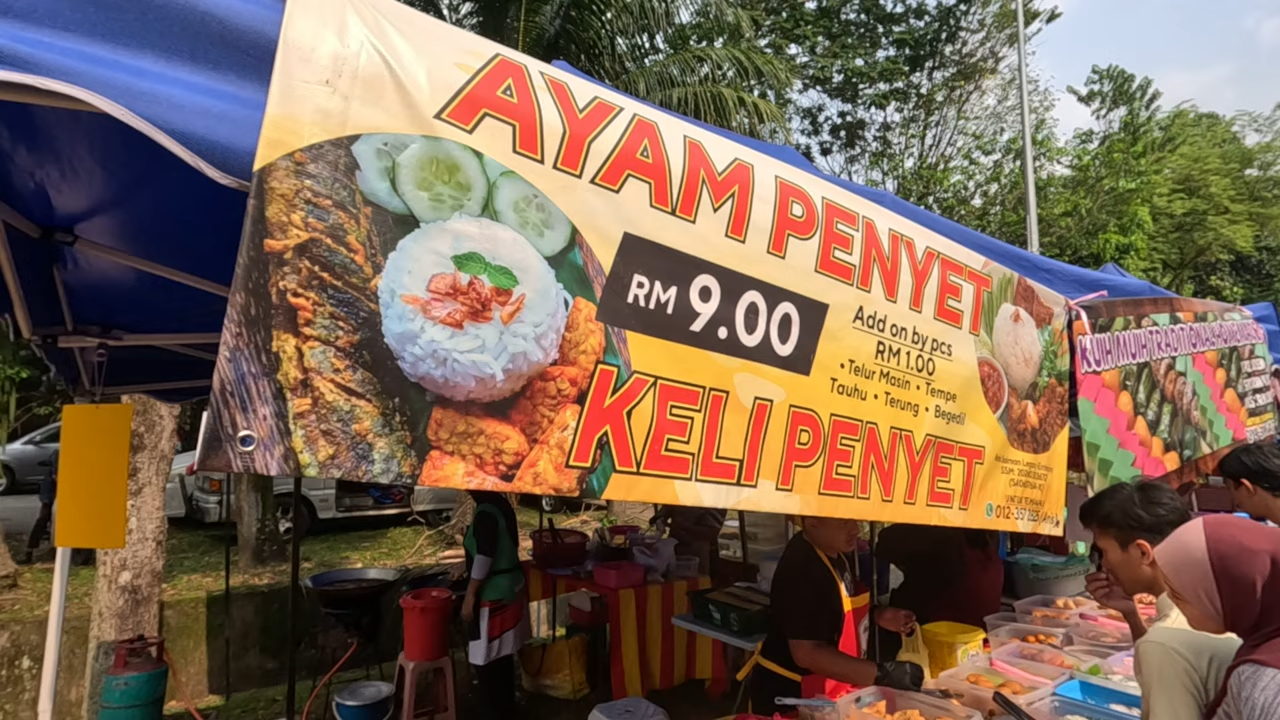 AYAM PENYET
RM 9.00
Add on by pcs
RM 1.00
• Telur Masin • Tempe
Tauhu • Terung • Begedil
KELI PENYET
KUIH MUIH TRADITIONAL